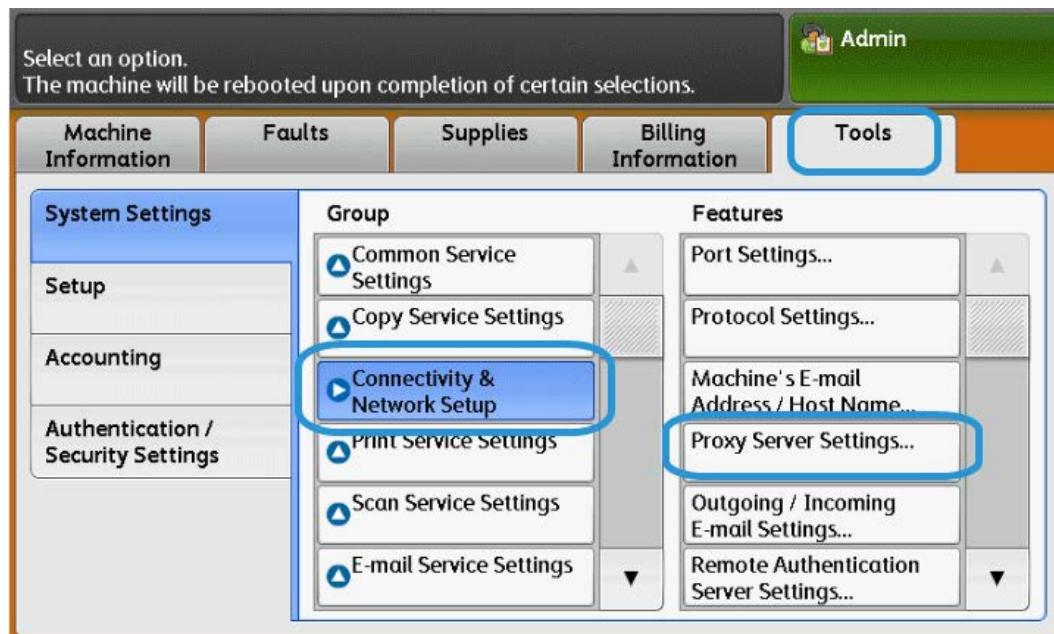 Select an option.
The machine will be rebooted upon completion of certain selections.
Admin
Machine
Information
Faults
Supplies
Billing
Information
Tools
System Settings
Setup
Accounting
Authentication /
Security Settings
Group
Common Service
Settings
Copy Service Settings
Connectivity &
Network Setup
Print Service Settings
Scan Service Settings
E-mail Service Settings
Features
Port Settings...
Protocol Settings...
Machine's E-mail
Address / Host Name...
Proxy Server Settings...
Outgoing / Incoming
E-mail Settings...
Remote Authentication
Server Settings...